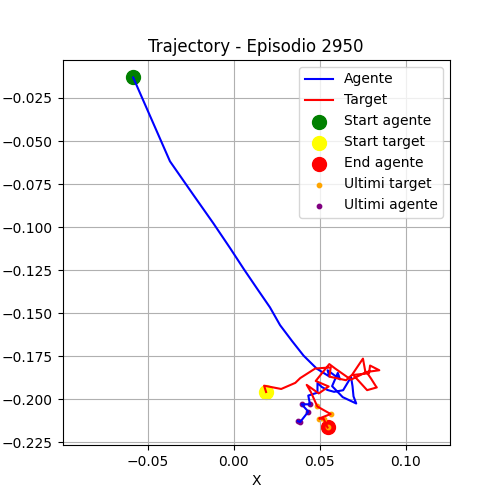 Trajectory - Episodio 2950
Agente
Target
Start agente
Start target
End agente
Ultimi target
Ultimi agente
−0.025
−0.050
−0.075
−0.100
−0.125
−0.150
−0.175
−0.200
−0.225
−0.05
0.00
0.05
0.10
X